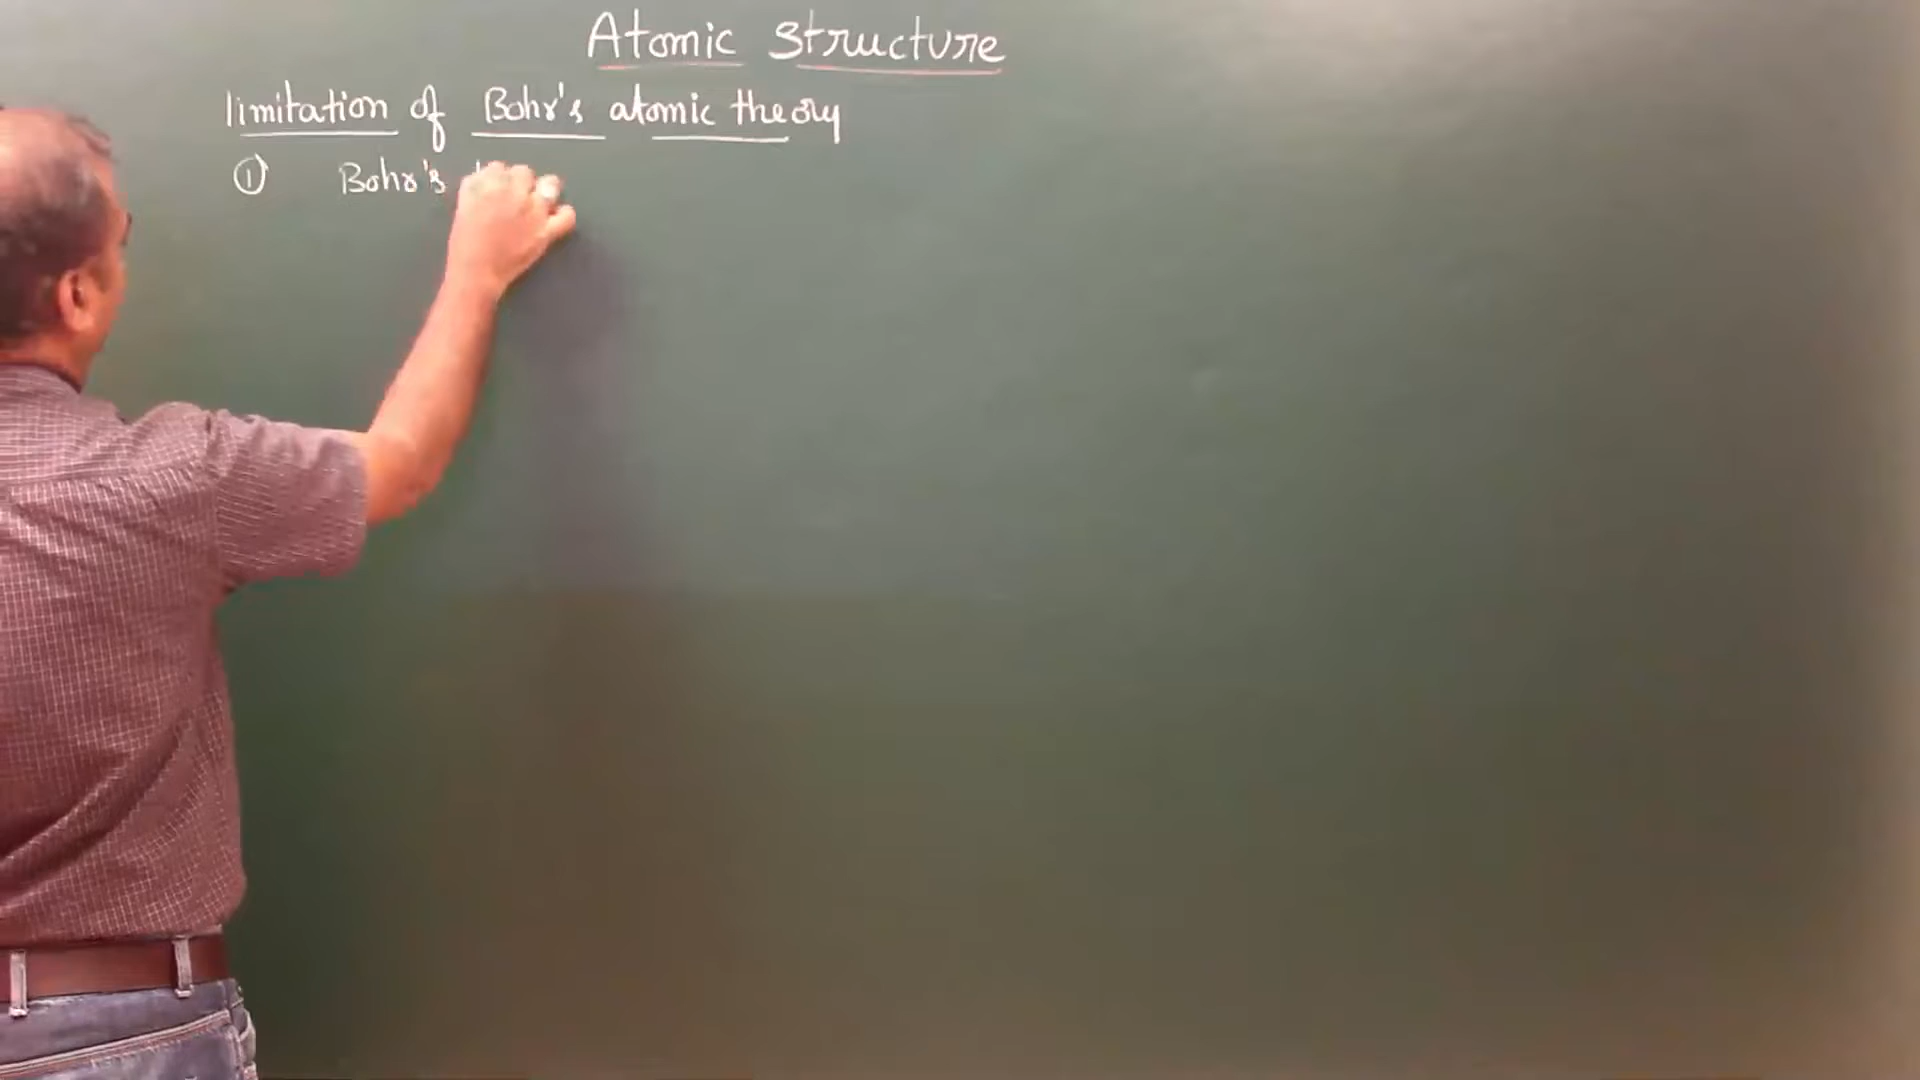 Atomic Structure
limitation of Bohr's atomic theory
① Bohr's